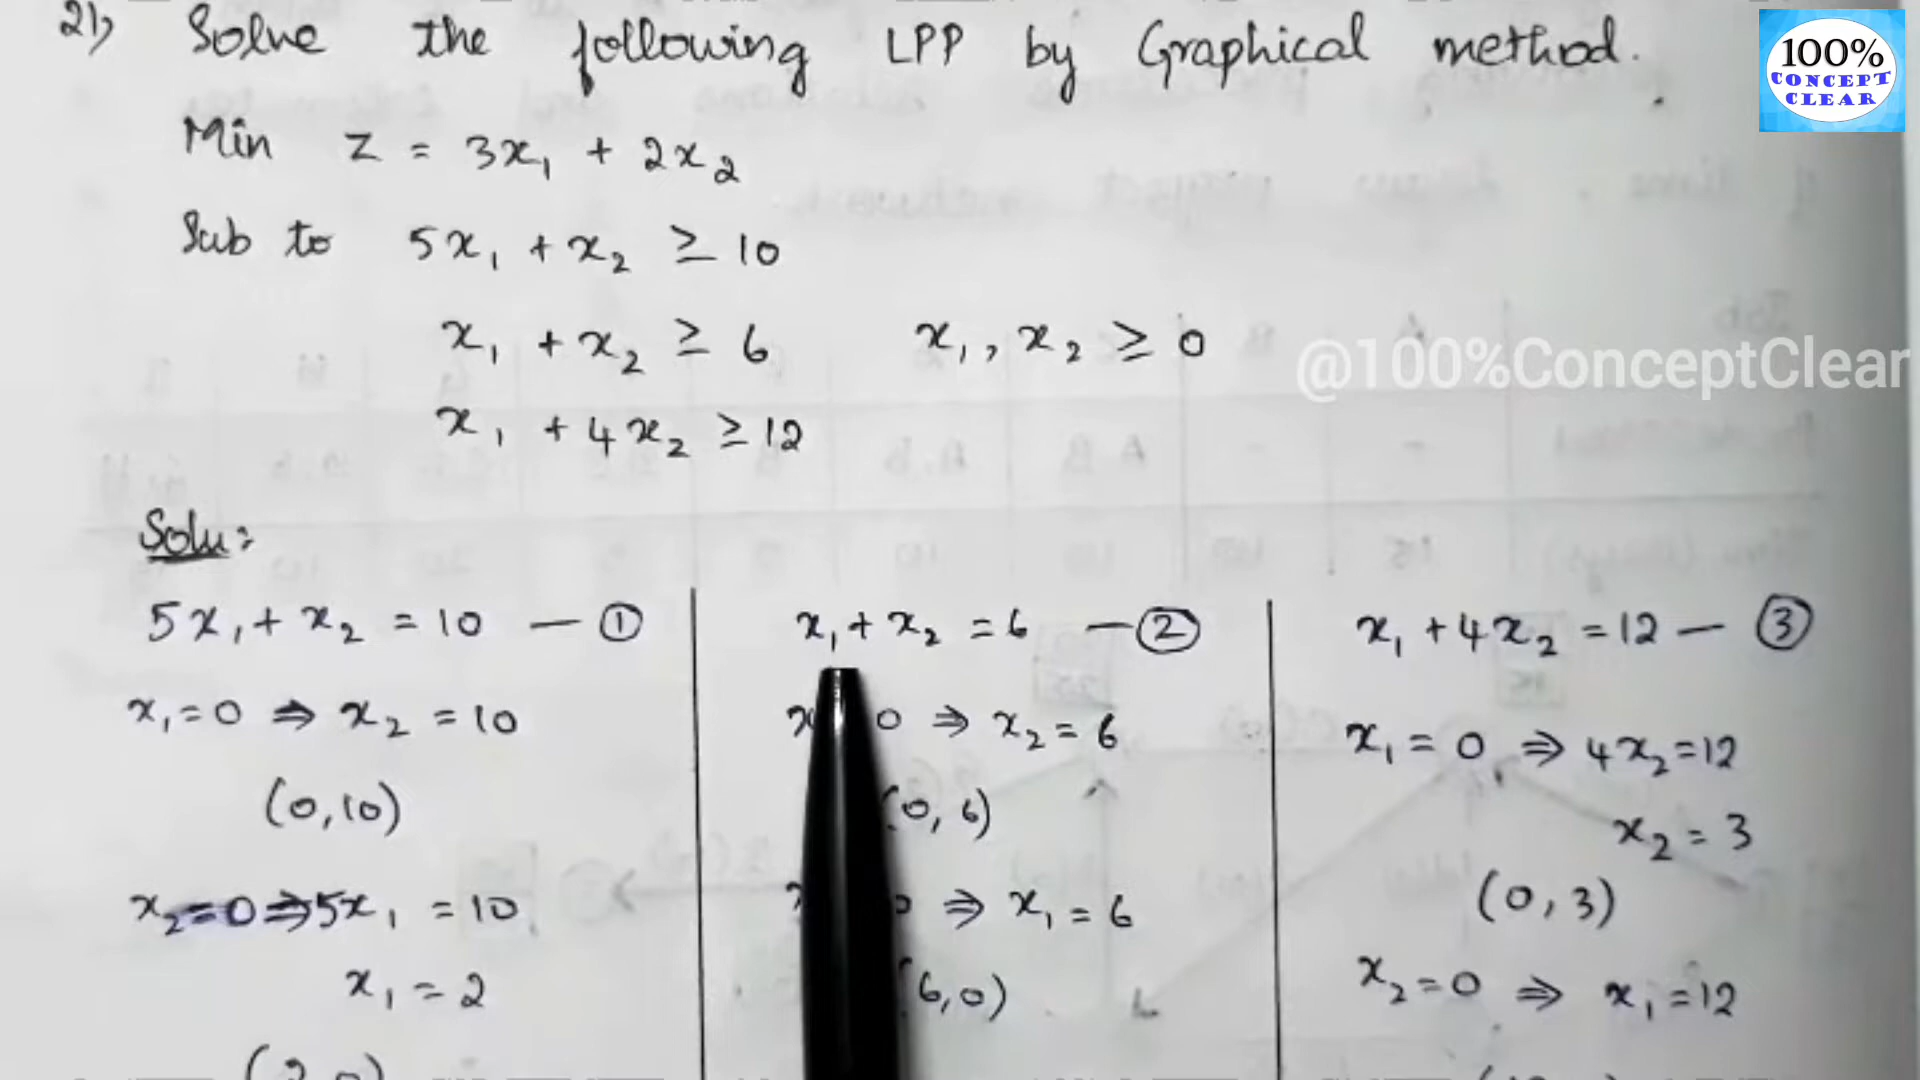 21) Solve the following LPP by Graphical method.
100%
CONCEPT
CLEAR
Min z = 3x₁ + 2x₂
Sub to 5x₁ + x₂ ≥ 10
x₁ + x₂ ≥ 6 x₁, x₂ ≥ 0
@100%ConceptClear
x₁ + 4x₂ ≥ 12
Solu:
5x₁ + x₂ = 10 — ①
x₁ = 0 ⇒ x₂ = 10
(0,10)
x₂ = 0 ⇒ 5x₁ = 10
x₁ = 2
x₁ + x₂ = 6 — ②
0 ⇒ x₂ = 6
(0, 6)
⇒ x₁ = 6
(6,0)
x₁ + 4x₂ = 12 — ③
x₁ = 0 ⇒ 4x₂ = 12
x₂ = 3
(0, 3)
x₂ = 0 ⇒ x₁ = 12